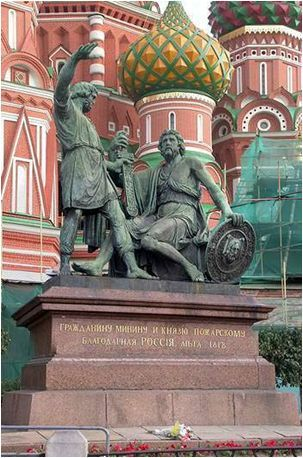 ГРАЖДАНИНУ МИНИНУ И КНЯЗЮ ПОЖАРСКОМУ
БЛАГОДАРНАЯ РОССІЯ. ЛѢТА 1818.